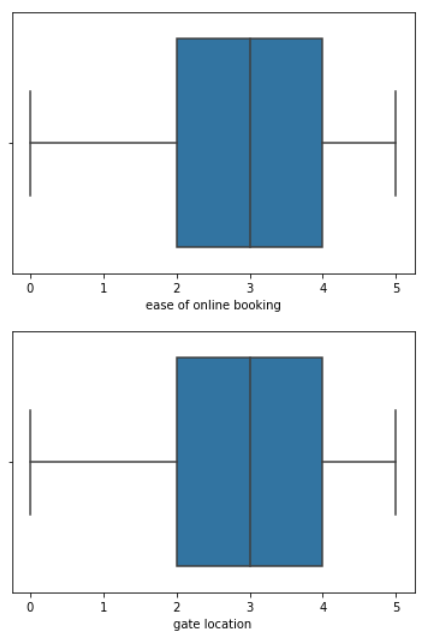 0 1 2 3 4 5
ease of online booking
0 1 2 3 4 5
gate location